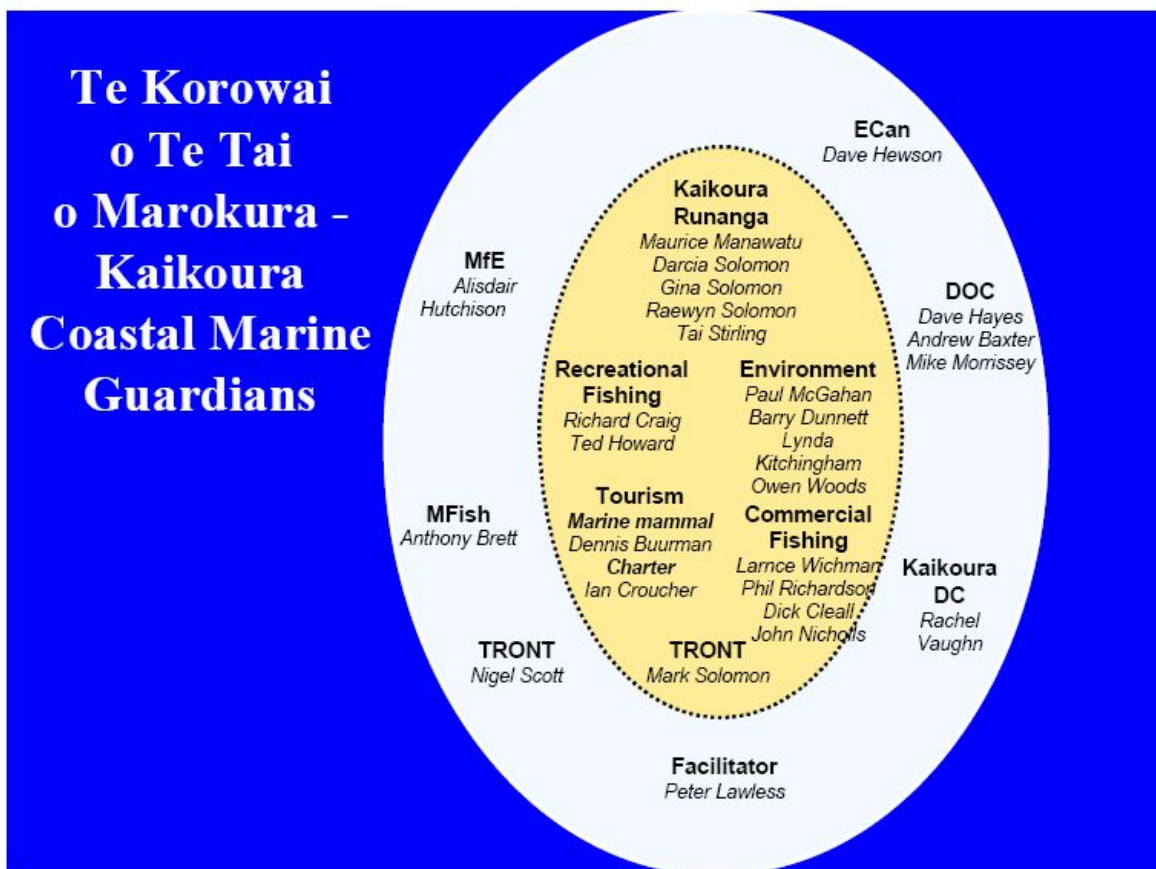 Te Korowai
o Te Tai
o Marokura -
Kaikoura
Coastal Marine
Guardians
ECan
Dave Hewson
Kaikoura
Runanga
Maurice Manawatu
Darcia Solomon
Gina Solomon
Raewyn Solomon
Tai Stirling
MfE
Alisdair
Hutchison
DOC
Dave Hayes
Andrew Baxter
Mike Morrissey
Recreational
Fishing
Richard Craig
Ted Howard
Environment
Paul McGahan
Barry Dunnett
Lynda
Kitchingham
Owen Woods
Tourism
Marine mammal
Dennis Buurman
Charter
Ian Croucher
Commercial
Fishing
Larnce Wichman
Phil Richardson
Dick Cleall
John Nicholls
MFish
Anthony Brett
Kaikoura
DC
Rachel
Vaughn
TRONT
Nigel Scott
TRONT
Mark Solomon
Facilitator
Peter Lawless